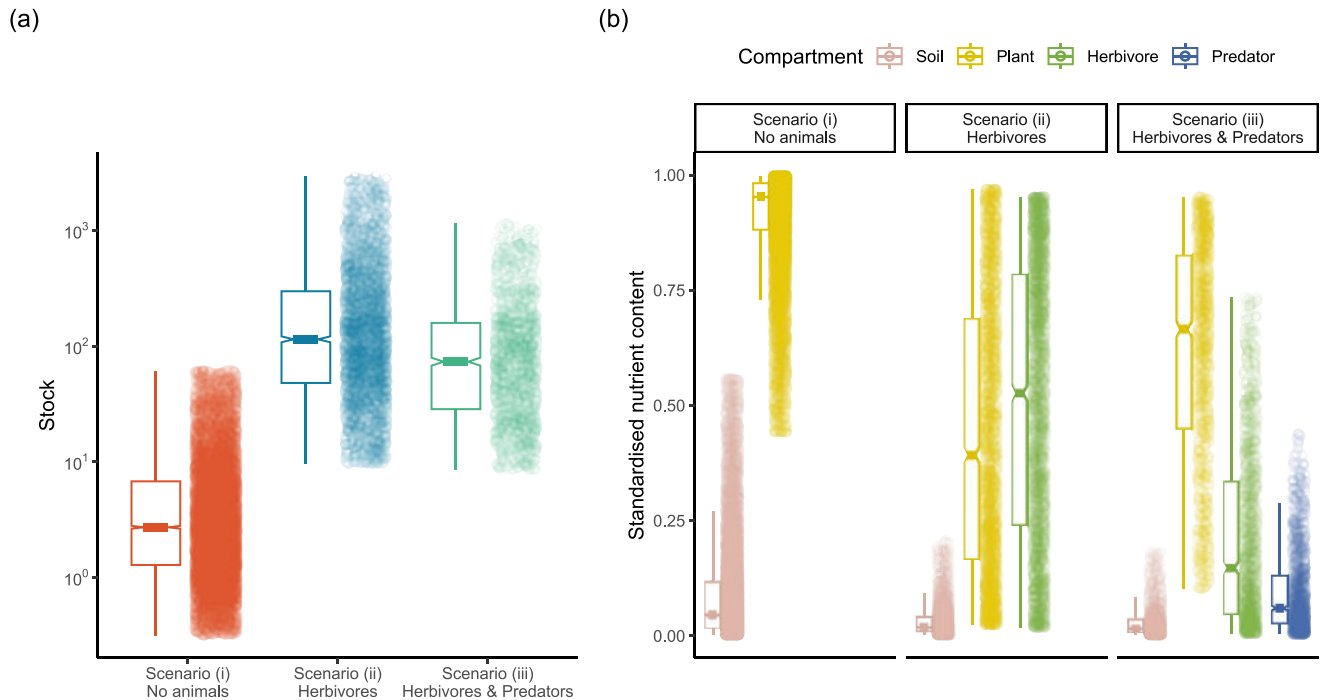 (a)
Stock
10³
10²
10¹
10⁰
Scenario (i)
No animals
Scenario (ii)
Herbivores
Scenario (iii)
Herbivores & Predators
(b)
Compartment Soil Plant Herbivore Predator
Scenario (i)
No animals
Scenario (ii)
Herbivores
Scenario (iii)
Herbivores & Predators
Standardised nutrient content
1.00
0.75
0.50
0.25
0.00